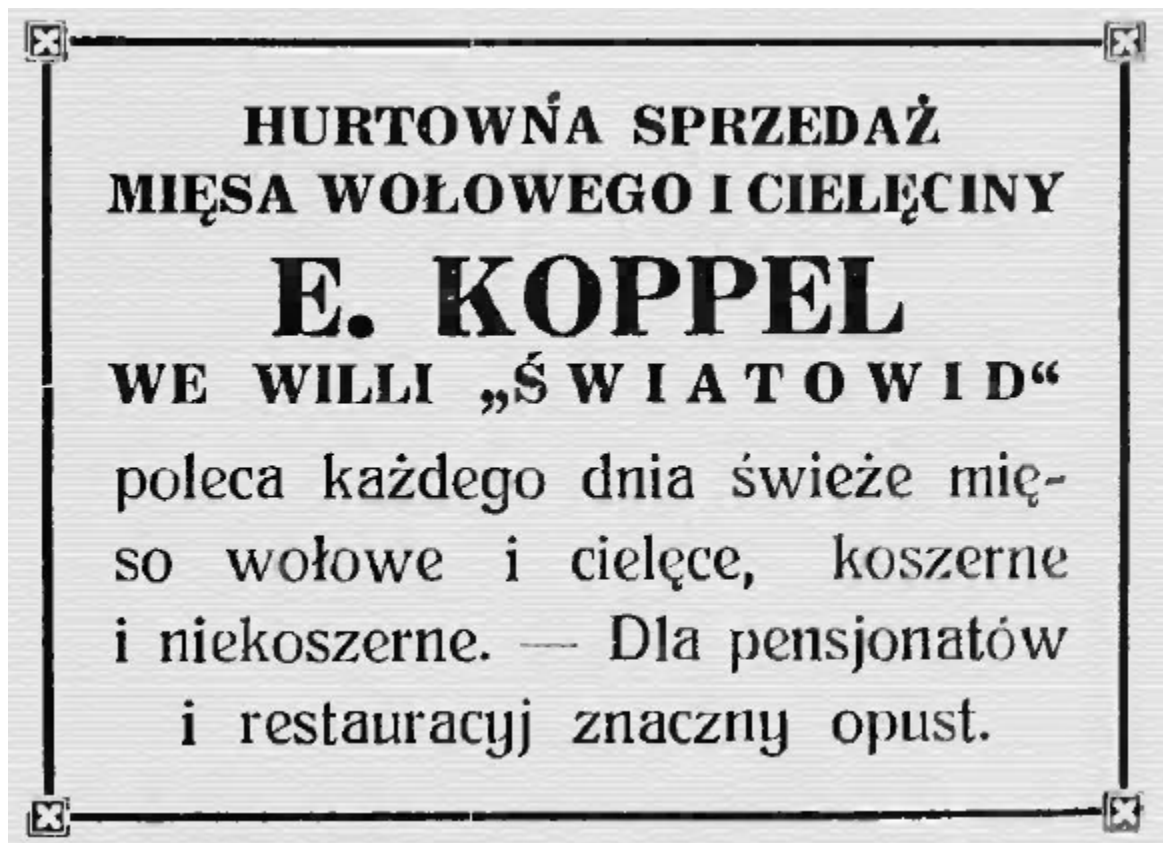 HURTOWŃA SPRZEDAŻ
MIĘSA WOŁOWEGO I CIELĘCINY
E. KOPPEL
WE WILLI „ŚWIATOWID“
poleca każdego dnia świeże mię-
so wołowe i cielęce, koszerne
i niekoszerne. — Dla pensjonatów
i restauracyj znaczny opust.